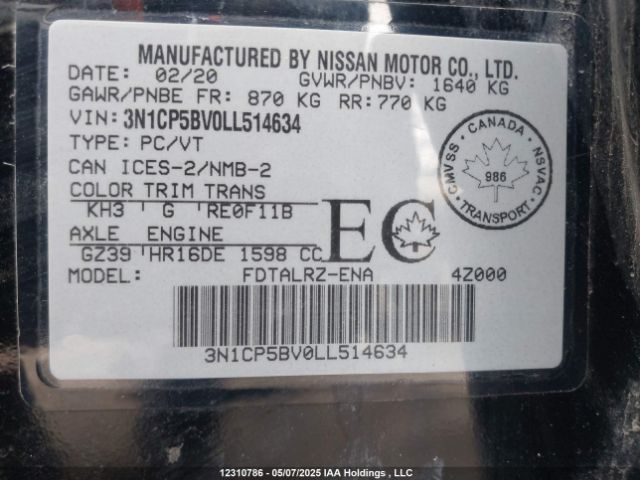 MANUFACTURED BY NISSAN MOTOR CO., LTD.
DATE: 02/20 GVWR/PNBV: 1640 KG
GAWR/PNBE FR: 870 KG RR: 770 KG
VIN: 3N1CP5BV0LL514634
TYPE: PC/VT
CAN ICES-2/NMB-2
COLOR TRIM TRANS
KH3 G RE0F11B
AXLE ENGINE
GZ39 HR16DE 1598 CC
EC
MODEL: FDTALRZ-ENA 4Z000
3N1CP5BV0LL514634
CANADA
CMVSS NSVAC
986
TRANSPORT
12310786 - 05/07/2025 IAA Holdings , LLC